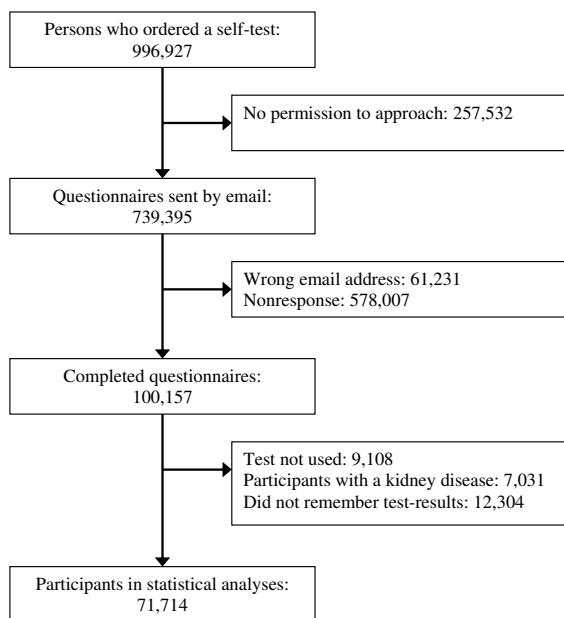 Persons who ordered a self-test:
996,927
No permission to approach: 257,532
Questionnaires sent by email:
739,395
Wrong email address: 61,231
Nonresponse: 578,007
Completed questionnaires:
100,157
Test not used: 9,108
Participants with a kidney disease: 7,031
Did not remember test-results: 12,304
Participants in statistical analyses:
71,714